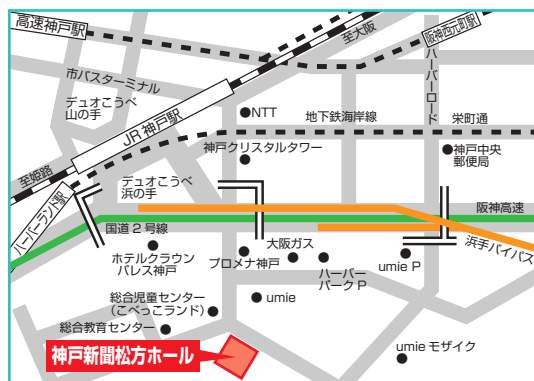 高速神戸駅
至大阪
阪神西元町駅
市バスターミナル
ハーバーロード
デュオこうべ
山の手
JR神戸駅
NTT
地下鉄海岸線
栄町通
神戸クリスタルタワー
神戸中央
郵便局
至姫路
デュオこうべ
浜の手
ハーバーランド駅
阪神高速
国道2号線
浜手バイパス
ホテルクラウン
パレス神戸
プロメナ神戸
大阪ガス
ハーバー
パークP
umie P
総合児童センター
(こべっこランド)
umie
総合教育センター
神戸新聞松方ホール
umie モザイク